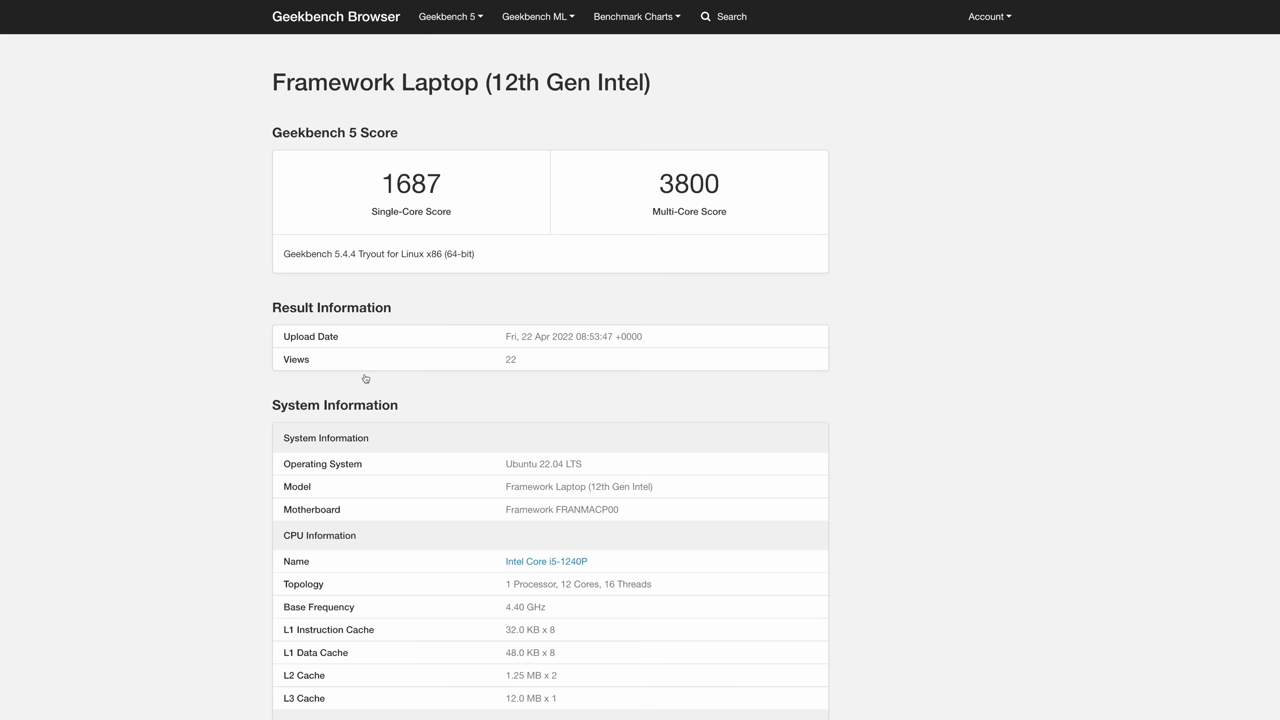 Geekbench Browser Geekbench 5 Geekbench ML Benchmark Charts Search Account
Framework Laptop (12th Gen Intel)
Geekbench 5 Score
1687 3800
Single-Core Score Multi-Core Score
Geekbench 5.4.4 Tryout for Linux x86 (64-bit)
Result Information
Upload Date Fri, 22 Apr 2022 08:53:47 +0000
Views 22
System Information
System Information
Operating System Ubuntu 22.04 LTS
Model Framework Laptop (12th Gen Intel)
Motherboard Framework FRANMACP00
CPU Information
Name Intel Core i5-1240P
Topology 1 Processor, 12 Cores, 16 Threads
Base Frequency 4.40 GHz
L1 Instruction Cache 32.0 KB x 8
L1 Data Cache 48.0 KB x 8
L2 Cache 1.25 MB x 2
L3 Cache 12.0 MB x 1